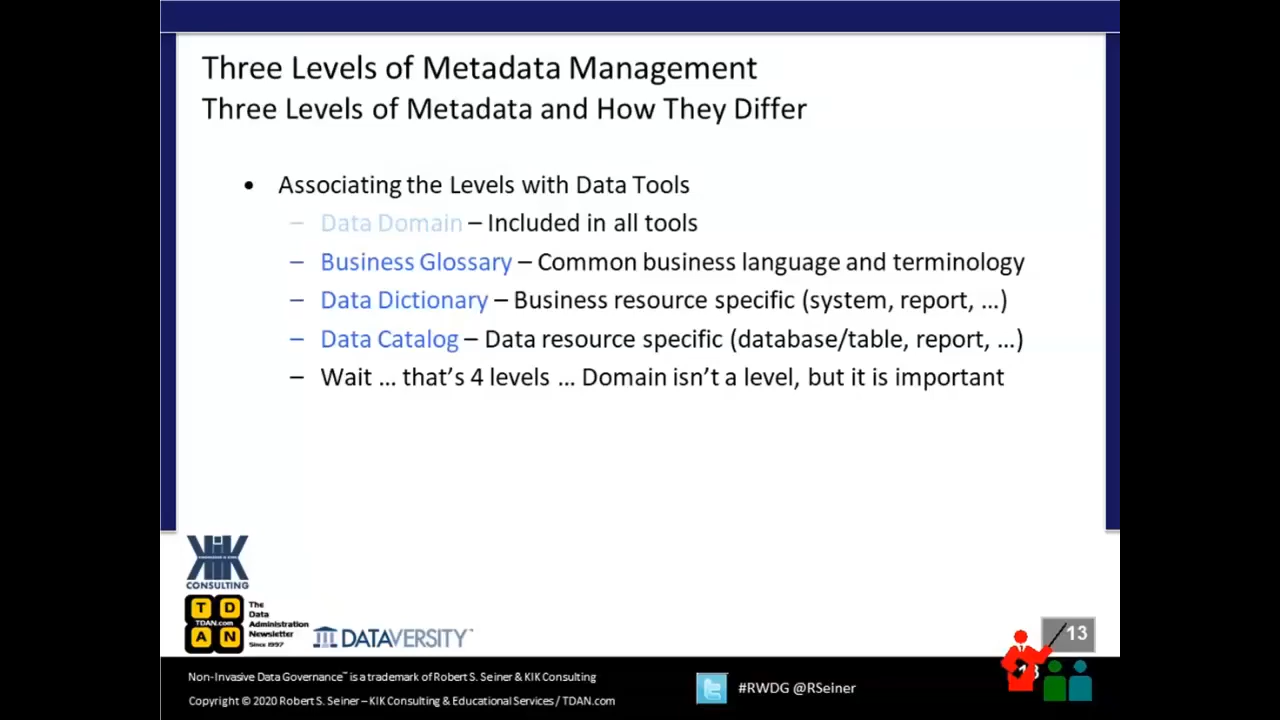 Three Levels of Metadata Management
Three Levels of Metadata and How They Differ
• Associating the Levels with Data Tools
– Data Domain – Included in all tools
– Business Glossary – Common business language and terminology
– Data Dictionary – Business resource specific (system, report, …)
– Data Catalog – Data resource specific (database/table, report, …)
– Wait … that’s 4 levels … Domain isn’t a level, but it is important
KIK
CONSULTING
T D
TDAN.com
A N
The
Data
Administration
Newsletter
Since 1997
DATAVERSITY™
13
Non-Invasive Data Governance™ is a trademark of Robert S. Seiner & KIK Consulting
Copyright © 2020 Robert S. Seiner – KIK Consulting & Educational Services / TDAN.com
#RWDG @RSeiner